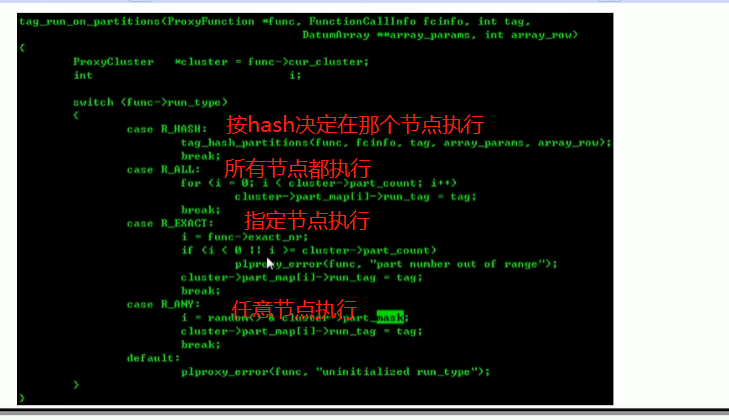 tag_run_on_partitions(ProxyFunction *func, FunctionCallInfo fcinfo, int tag,
DatumArray **array_params, int array_row)
{
ProxyCluster *cluster = func->cur_cluster;
int i;
switch (func->run_type)
{
case R_HASH: 按hash决定在那个节点执行
tag_hash_partitions(func, fcinfo, tag, array_params, array_row);
break;
case R_ALL: 所有节点都执行
for (i = 0; i < cluster->part_count; i++)
cluster->part_map[i]->run_tag = tag;
break;
case R_EXACT: 指定节点执行
i = func->exact_nr;
if (i < 0 || i >= cluster->part_count)
plproxy_error(func, "part number out of range");
cluster->part_map[i]->run_tag = tag;
break;
case R_ANY: 任意节点执行
i = random() & cluster->part_mask;
cluster->part_map[i]->run_tag = tag;
break;
default:
plproxy_error(func, "uninitialized run_type");
}
}